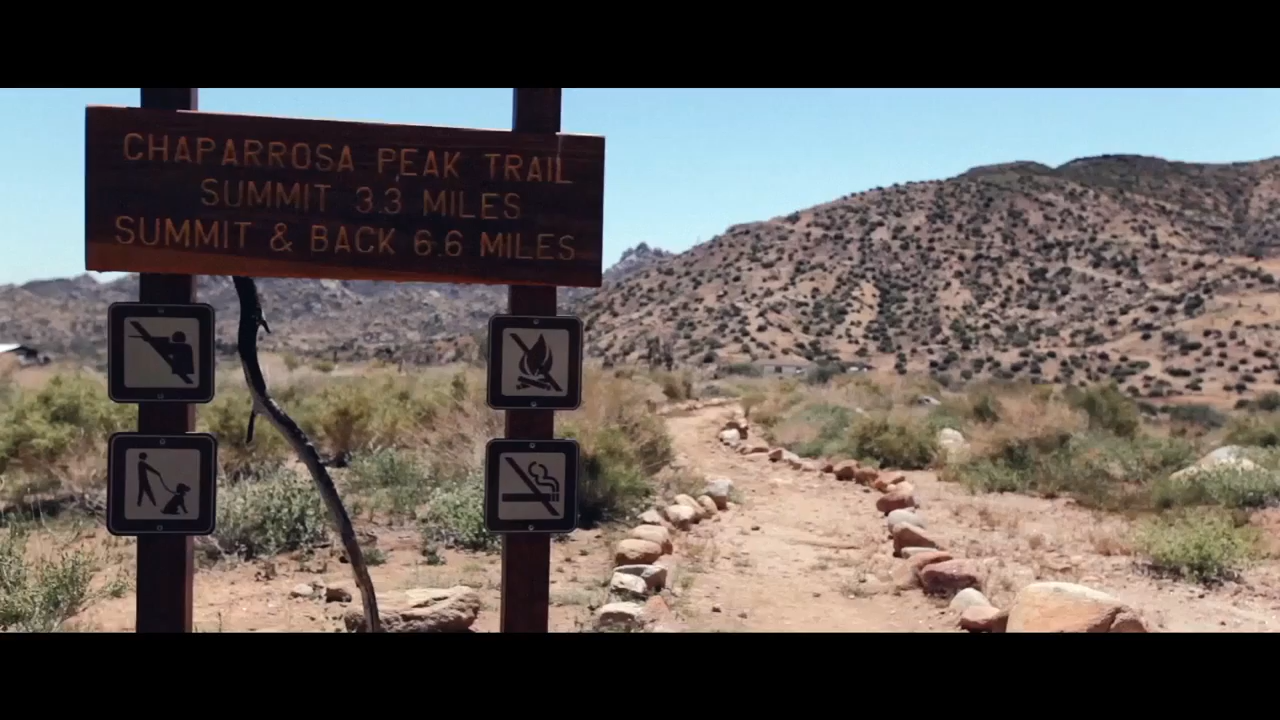 CHAPARROSA PEAK TRAIL
SUMMIT 3.3 MILES
SUMMIT & BACK 6.6 MILES